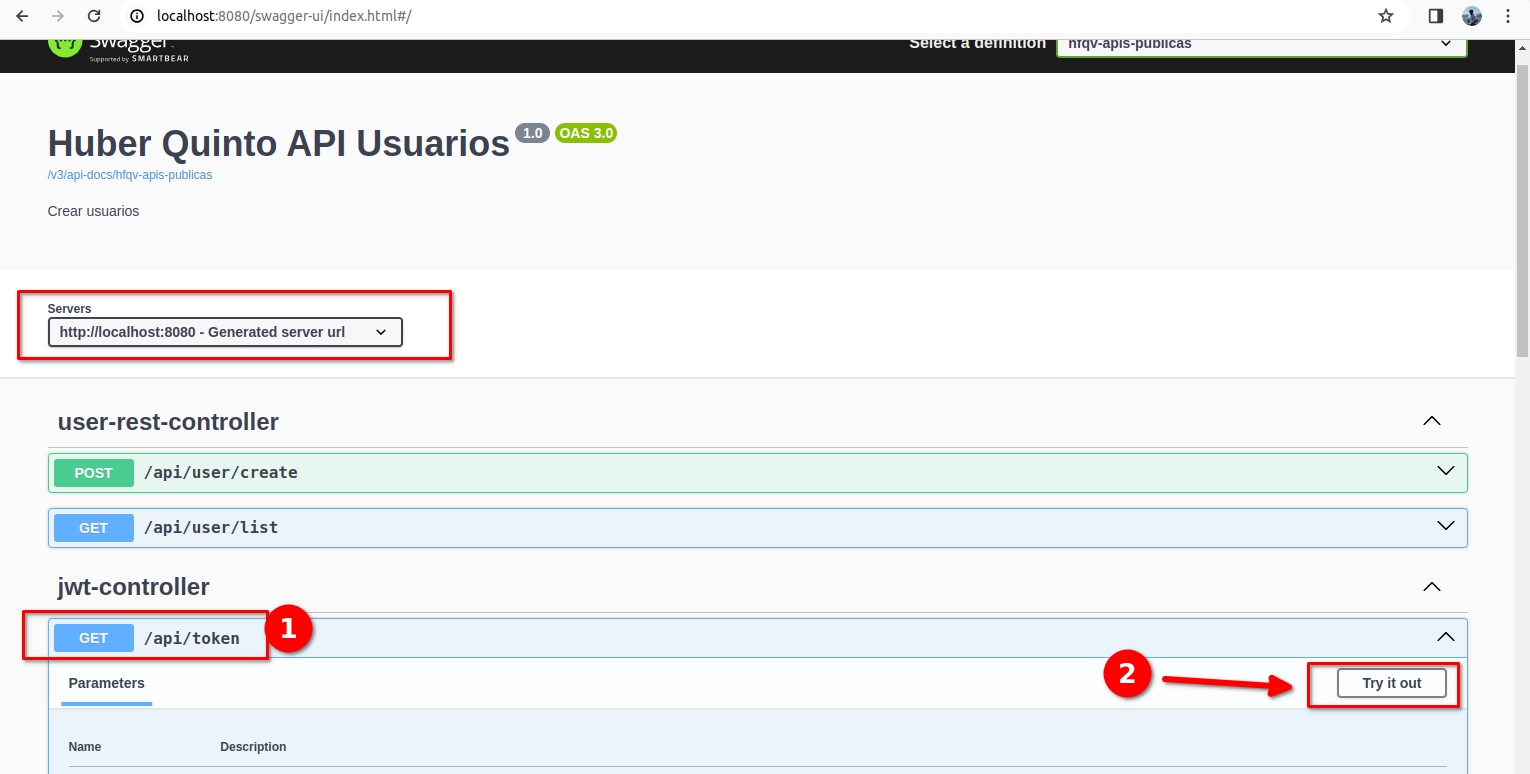 localhost:8080/swagger-ui/index.html#/
Swagger
Supported by SMARTBEAR
Select a definition
hfqv-apis-publicas
Huber Quinto API Usuarios 1.0 OAS 3.0
/v3/api-docs/hfqv-apis-publicas
Crear usuarios
Servers
http://localhost:8080 - Generated server url
user-rest-controller
POST /api/user/create
GET /api/user/list
jwt-controller
GET /api/token 1
Parameters 2 Try it out
Name Description